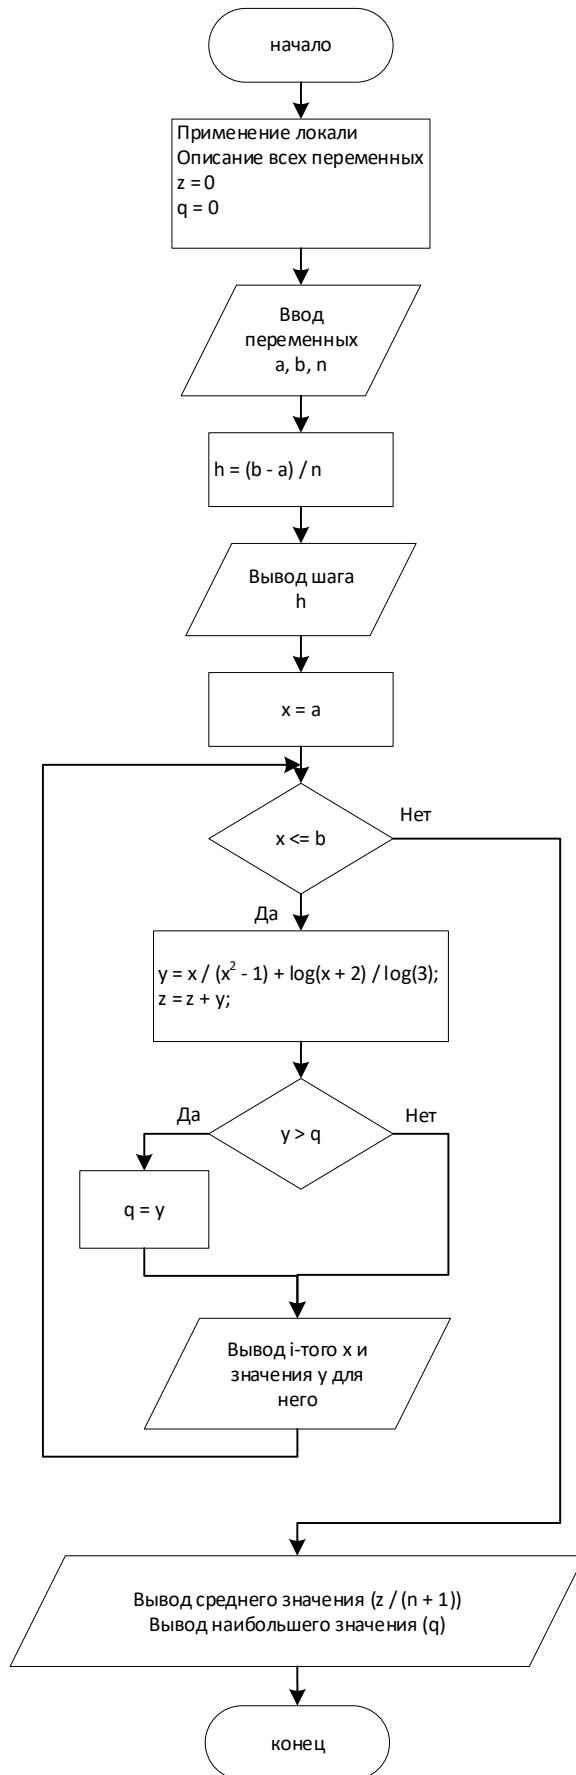 начало
Применение локали
Описание всех переменных
z = 0
q = 0
Ввод
переменных
a, b, n
h = (b - a) / n
Вывод шага
h
x = a
x <= b
Нет
Да
y = x / (x² - 1) + log(x + 2) / log(3);
z = z + y;
Да
y > q
Нет
q = y
Вывод i-того x и
значения y для
него
Вывод среднего значения (z / (n + 1))
Вывод наибольшего значения (q)
конец